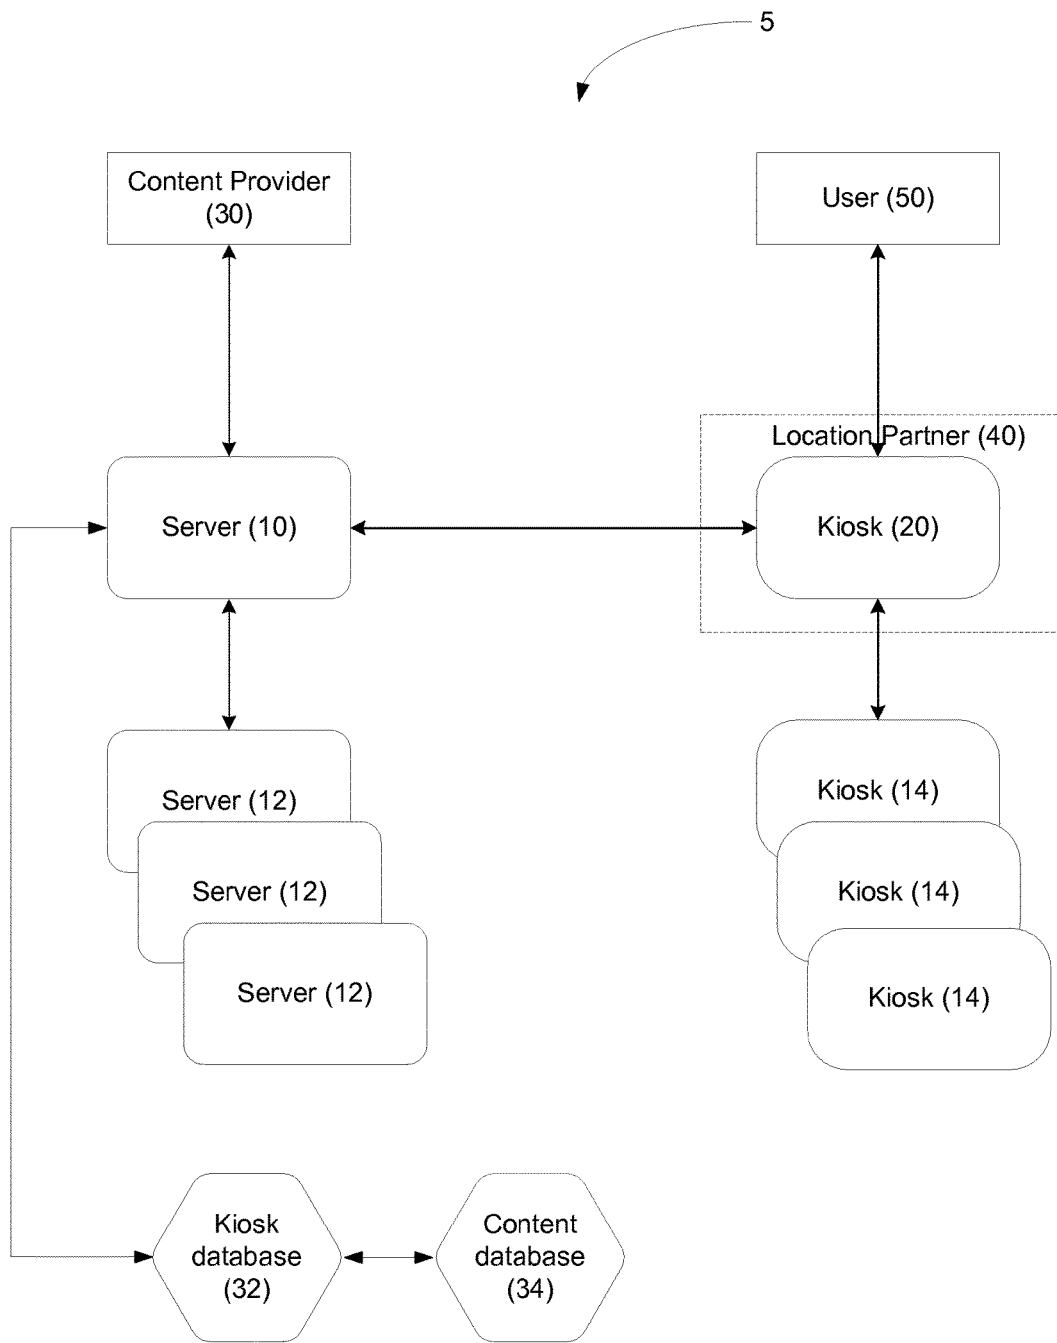 5
Content Provider
(30)
User (50)
Location Partner (40)
Server (10)
Kiosk (20)
Server (12)
Kiosk (14)
Server (12)
Kiosk (14)
Server (12)
Kiosk (14)
Kiosk
database
(32)
Content
database
(34)